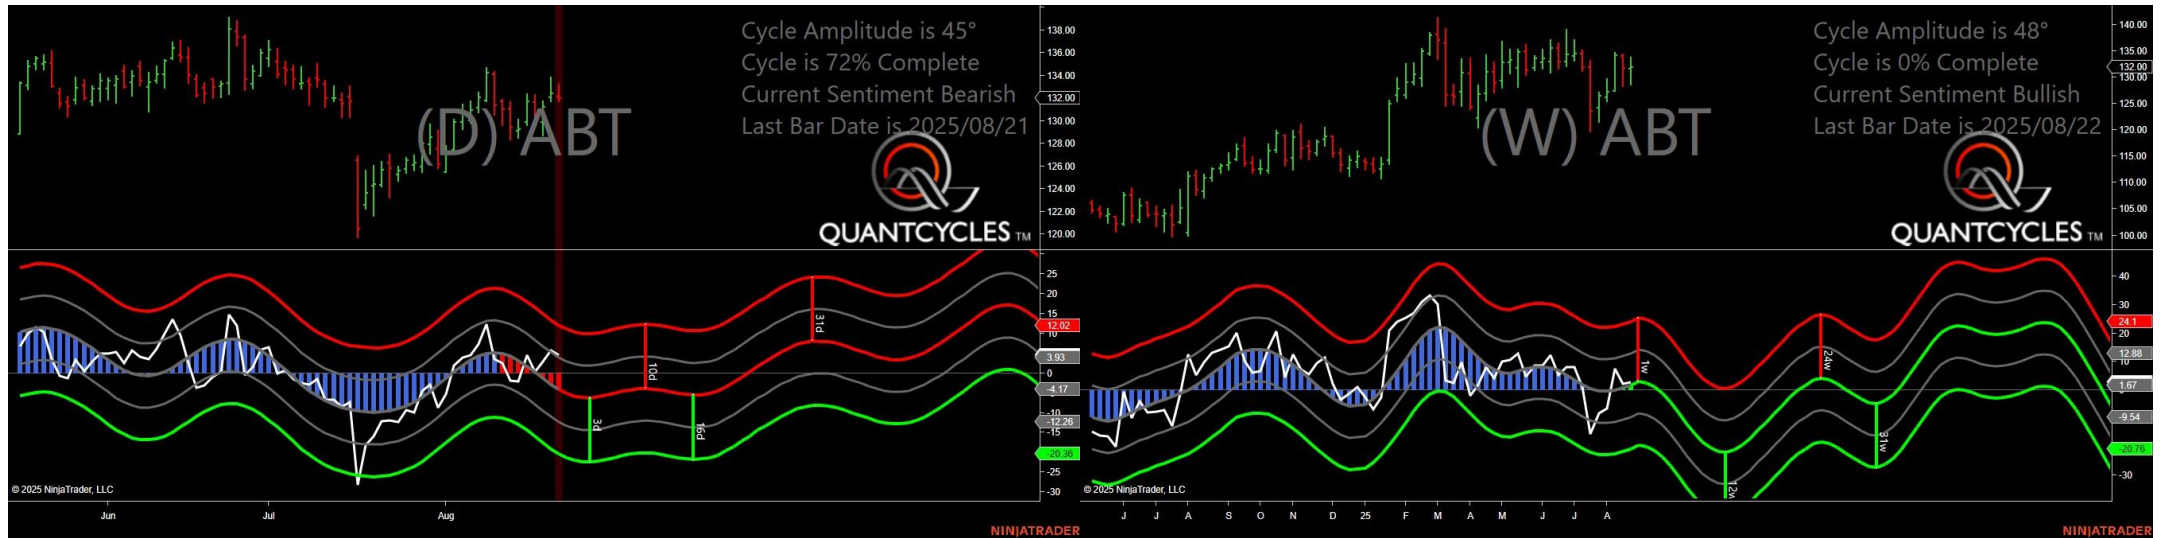 Cycle Amplitude is 45°
Cycle is 72% Complete
Current Sentiment Bearish
Last Bar Date is 2025/08/21
(D) ABT
QUANTCYCLES TM
138.00
136.00
134.00
132.00
130.00
128.00
126.00
124.00
122.00
120.00
25
20
15
12.02
3.93
0
-4.17
-10
-12.26
-15
-20.36
-25
-30
3d
10d
16d
31d
© 2025 NinjaTrader, LLC
Jun Jul Aug
NINJATRADER
Cycle Amplitude is 48°
Cycle is 0% Complete
Current Sentiment Bullish
Last Bar Date is 2025/08/22
(W) ABT
QUANTCYCLES TM
140.00
135.00
132.00
130.00
125.00
120.00
115.00
110.00
105.00
100.00
40
30
24.1
20
12.88
10
1.67
-9.54
-20.76
-30
1w
12w
24w
31w
© 2025 NinjaTrader, LLC
J J A S O N D 25 F M A M J J A
NINJATRADER